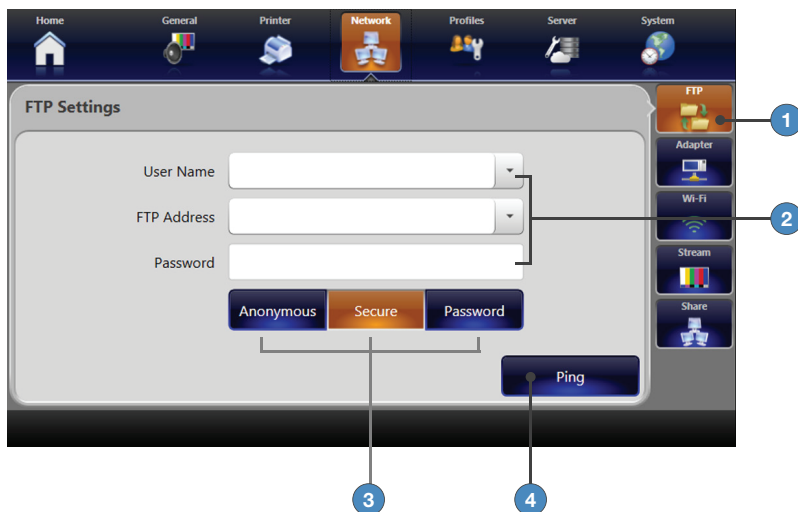 Home General Printer Network Profiles Server System
FTP Settings
FTP
1
Adapter
User Name
Wi-Fi
FTP Address
2
Stream
Password
Share
Anonymous Secure Password
Ping
3 4